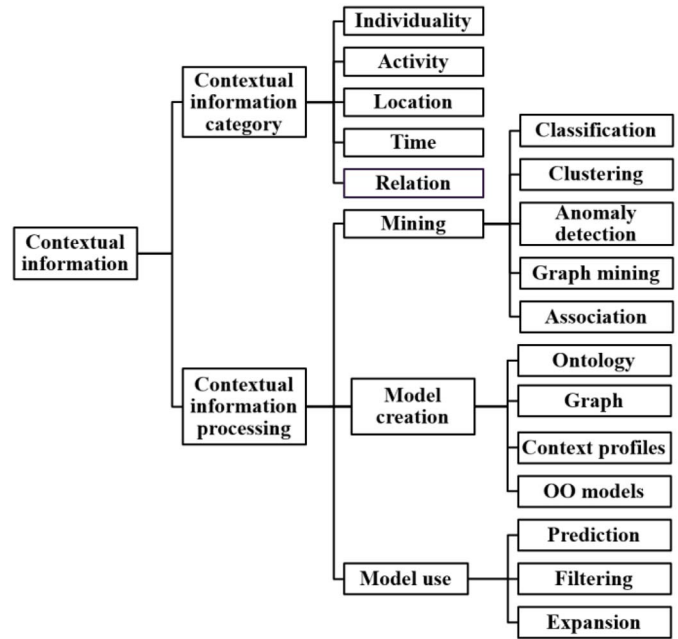 Contextual
information
Contextual
information
category
Individuality
Activity
Location
Time
Relation
Contextual
information
processing
Mining
Classification
Clustering
Anomaly
detection
Graph mining
Association
Model
creation
Ontology
Graph
Context profiles
OO models
Model use
Prediction
Filtering
Expansion